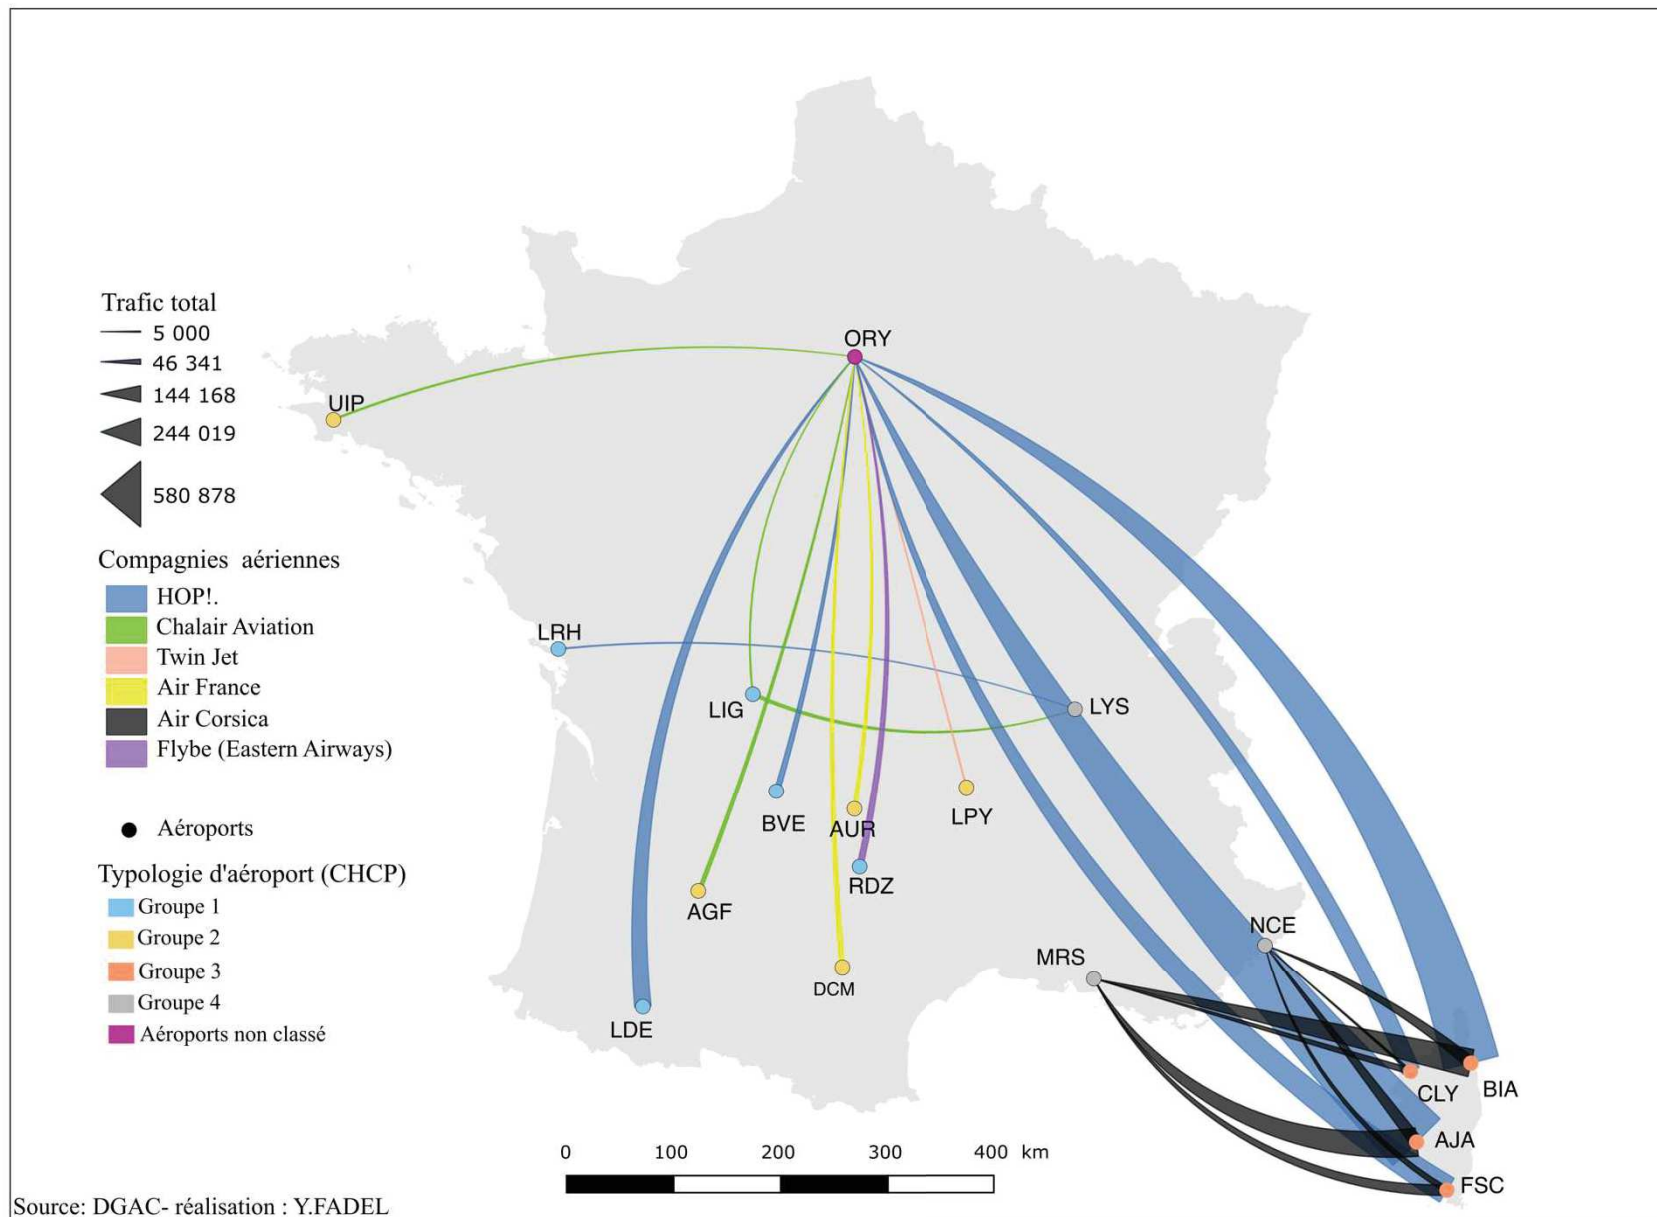 Trafic total
5 000
46 341
144 168
244 019
580 878
Compagnies aériennes
HOP!.
Chalair Aviation
Twin Jet
Air France
Air Corsica
Flybe (Eastern Airways)
Aéroports
Typologie d'aéroport (CHCP)
Groupe 1
Groupe 2
Groupe 3
Groupe 4
Aéroports non classé
ORY
UIP
LRH
LIG
LYS
BVE
AUR
LPY
RDZ
AGF
NCE
MRS
DCM
LDE
CLY
BIA
AJA
FSC
0 100 200 300 400 km
Source: DGAC- réalisation : Y.FADEL